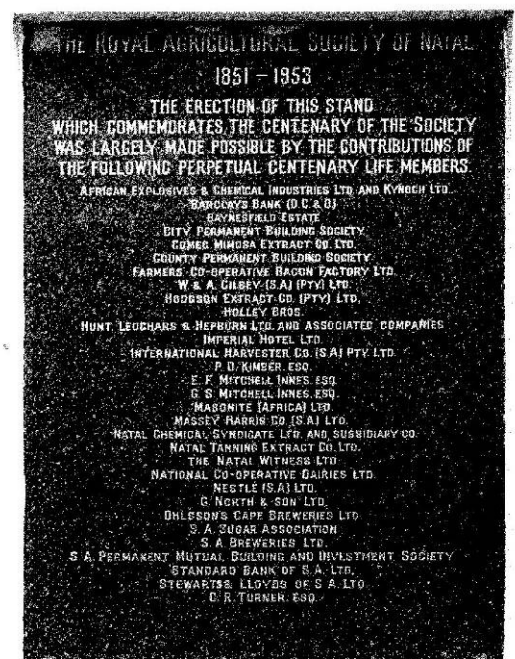 THE ROYAL AGRICULTURAL SOCIETY OF NATAL
1851 – 1953
THE ERECTION OF THIS STAND
WHICH COMMEMORATES THE CENTENARY OF THE SOCIETY
WAS LARGELY MADE POSSIBLE BY THE CONTRIBUTIONS OF
THE FOLLOWING PERPETUAL CENTENARY LIFE MEMBERS.
AFRICAN EXPLOSIVES & CHEMICAL INDUSTRIES LTD. AND KYNOCH LTD.
BARCLAYS BANK (D.C.& O)
BAYNESFIELD ESTATE
CITY PERMANENT BUILDING SOCIETY
COMEC MIMOSA EXTRACT CO. LTD.
COUNTY PERMANENT BUILDING SOCIETY
FARMERS CO-OPERATIVE BACON FACTORY LTD.
W & A. GILBEY (S.A) (PTY) LTD.
HODGSON EXTRACT CO. (PTY) LTD.
HOLLEY BROS.
HUNT LEUCHARS & HEPBURN LTD. AND ASSOCIATED COMPANIES
IMPERIAL HOTEL LTD.
INTERNATIONAL HARVESTER CO. (S.A) PTY. LTD.
P. D. KIMBER. ESQ.
E. F. MITCHELL INNES. ESQ.
G. S. MITCHELL INNES. ESQ.
MASONITE (AFRICA) LTD.
MASSEY HARRIS CO. (S.A) LTD.
NATAL CHEMICAL SYNDICATE LTD. AND SUBSIDIARY CO.
NATAL TANNING EXTRACT CO. LTD.
THE NATAL WITNESS LTD.
NATIONAL CO-OPERATIVE DAIRIES LTD.
NESTLÉ (S.A) LTD.
G. NORTH & SON LTD.
OHLSSON'S CAPE BREWERIES LTD.
S. A. SUGAR ASSOCIATION
S. A. BREWERIES LTD.
S. A. PERMANENT MUTUAL BUILDING AND INVESTMENT SOCIETY
STANDARD BANK OF S.A. LTD.
STEWARTS & LLOYDS OF S.A. LTD.
C. R. TURNER. ESQ.